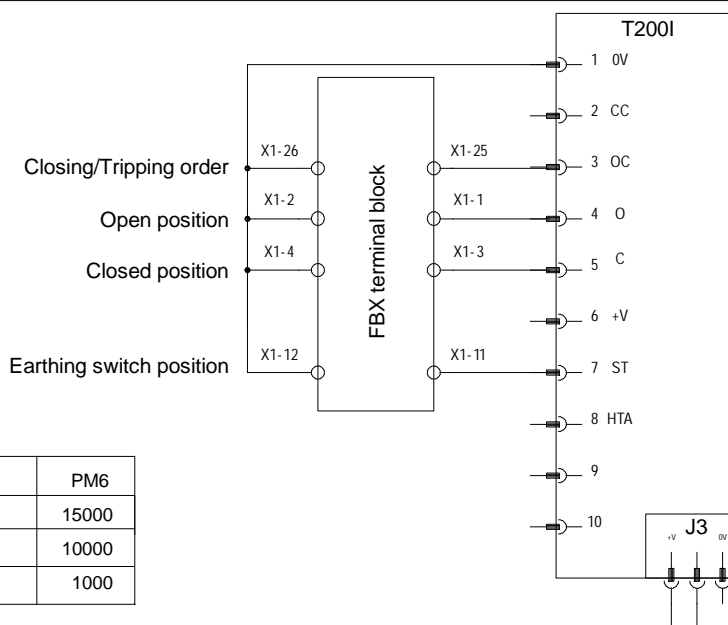 T200I
1 0V
2 CC
Closing/Tripping order X1-26 X1-25 3 OC
Open position X1-2 X1-1 4 O
Closed position X1-4 X1-3 5 C
FBX terminal block
6 +V
Earthing switch position X1-12 X1-11 7 ST
8 HTA
9
10
PM6
15000
10000
1000
J3
+V 0V